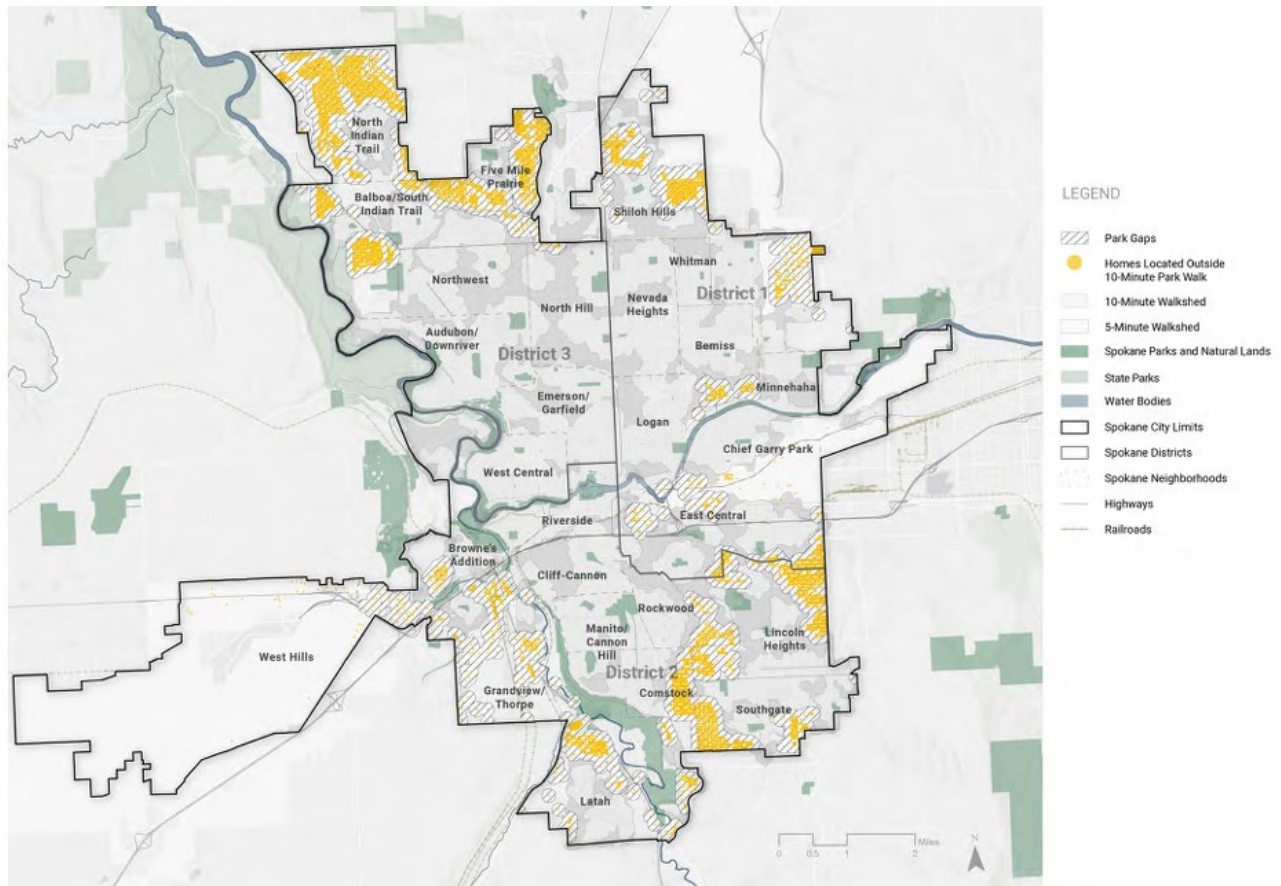 North
Indian
Trail
Five Mile
Prairie
Balboa/South
Indian Trail
Shiloh Hills
Whitman
Northwest
North Hill
Nevada
Heights
District 1
Audubon/
Downriver
District 3
Bemiss
Minnehaha
Emerson/
Garfield
Logan
Chief Garry Park
West Central
Riverside
East Central
Browne's
Addition
Cliff-Cannon
Rockwood
Manito/
Cannon
Hill
Lincoln
Heights
West Hills
District 2
Comstock
Grandview/
Thorpe
Southgate
Latah
0
0.5
1
2
Miles
N
LEGEND
Park Gaps
Homes Located Outside
10-Minute Park Walk
10-Minute Walkshed
5-Minute Walkshed
Spokane Parks and Natural Lands
State Parks
Water Bodies
Spokane City Limits
Spokane Districts
Spokane Neighborhoods
Highways
Railroads